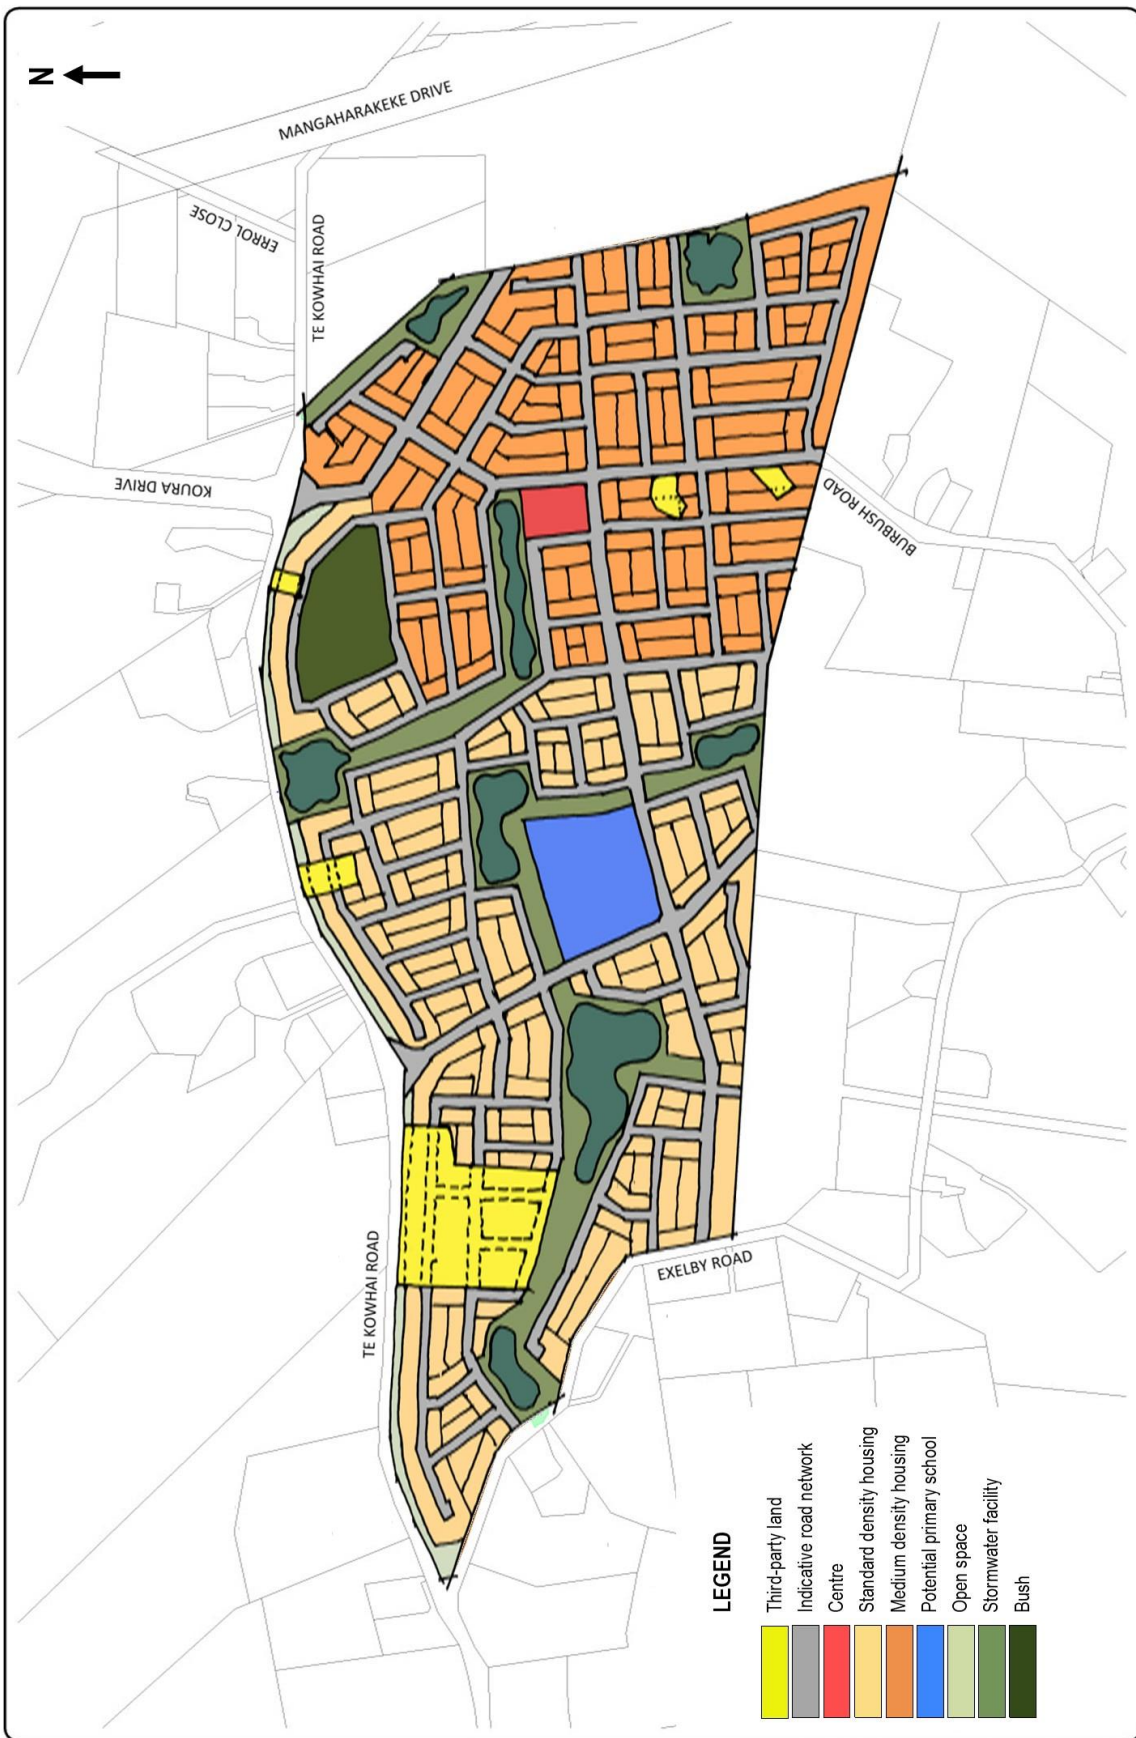 N
MANGAHARAKEKE DRIVE
ERROL CLOSE
TE KOWHAI ROAD
KOURA DRIVE
BURBUSH ROAD
TE KOWHAI ROAD
EXELBY ROAD
LEGEND
Third-party land
Indicative road network
Centre
Standard density housing
Medium density housing
Potential primary school
Open space
Stormwater facility
Bush